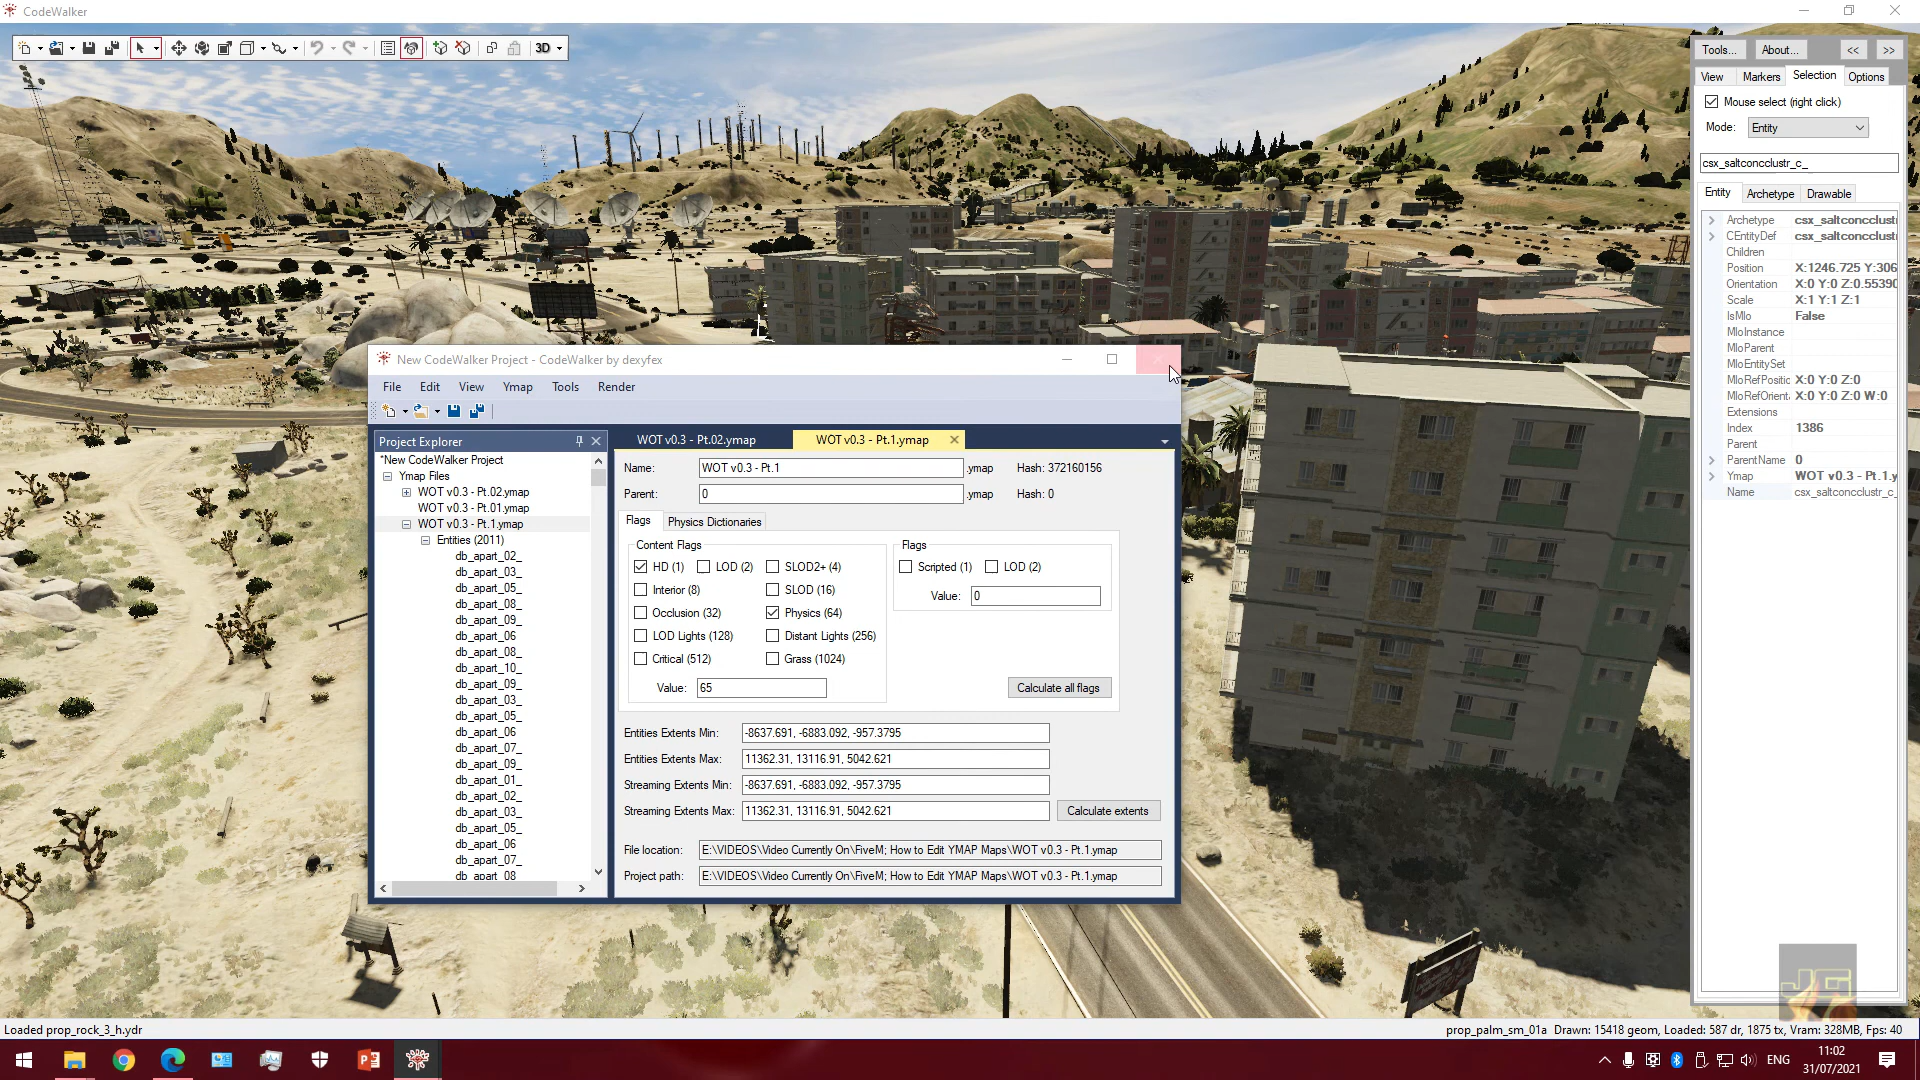 CodeWalker
3D
Tools...
About...
<<
>>
View
Markers
Selection
Options
Mouse select (right click)
Mode:
Entity
csx_saltconcclustr_c_
Entity
Archetype
Drawable
Archetype csx_saltconcclustr
CEntityDef csx_saltconcclustr
Children
Position X:1246.725 Y:306
Orientation X:0 Y:0 Z:0.55390
Scale X:1 Y:1 Z:1
IsMlo False
MloInstance
MloParent
MloEntitySet
MloRefPositic X:0 Y:0 Z:0
MloRefOrient X:0 Y:0 Z:0 W:0
Extensions
Index 1386
Parent
ParentName 0
Ymap WOT v0.3 - Pt.1.y
Name csx_saltconcclustr_c_
New CodeWalker Project - CodeWalker by dexyfex
File
Edit
View
Ymap
Tools
Render
Project Explorer
*New CodeWalker Project
Ymap Files
WOT v0.3 - Pt.02.ymap
WOT v0.3 - Pt.01.ymap
WOT v0.3 - Pt.1.ymap
Entities (2011)
db_apart_02_
db_apart_03_
db_apart_05_
db_apart_08_
db_apart_09_
db_apart_06
db_apart_08_
db_apart_10_
db_apart_09_
db_apart_03_
db_apart_05_
db_apart_06
db_apart_07_
db_apart_09_
db_apart_01_
db_apart_02_
db_apart_03_
db_apart_05_
db_apart_06
db_apart_07_
db_apart_08
WOT v0.3 - Pt.02.ymap
WOT v0.3 - Pt.1.ymap
Name: WOT v0.3 - Pt.1 .ymap Hash: 372160156
Parent: 0 .ymap Hash: 0
Flags
Physics Dictionaries
Content Flags
HD (1) LOD (2) SLOD2+ (4)
Interior (8) SLOD (16)
Occlusion (32) Physics (64)
LOD Lights (128) Distant Lights (256)
Critical (512) Grass (1024)
Value: 65
Flags
Scripted (1) LOD (2)
Value: 0
Calculate all flags
Entities Extents Min: -8637.691, -6883.092, -957.3795
Entities Extents Max: 11362.31, 13116.91, 5042.621
Streaming Extents Min: -8637.691, -6883.092, -957.3795
Streaming Extents Max: 11362.31, 13116.91, 5042.621
Calculate extents
File location: E:\VIDEOS\Video Currently On\FiveM; How to Edit YMAP Maps\WOT v0.3 - Pt.1.ymap
Project path: E:\VIDEOS\Video Currently On\FiveM; How to Edit YMAP Maps\WOT v0.3 - Pt.1.ymap
JG
Loaded prop_rock_3_h.ydr
prop_palm_sm_01a Drawn: 15418 geom, Loaded: 587 dr, 1875 tx, Vram: 328MB, Fps: 40
ENG
11:02
31/07/2021